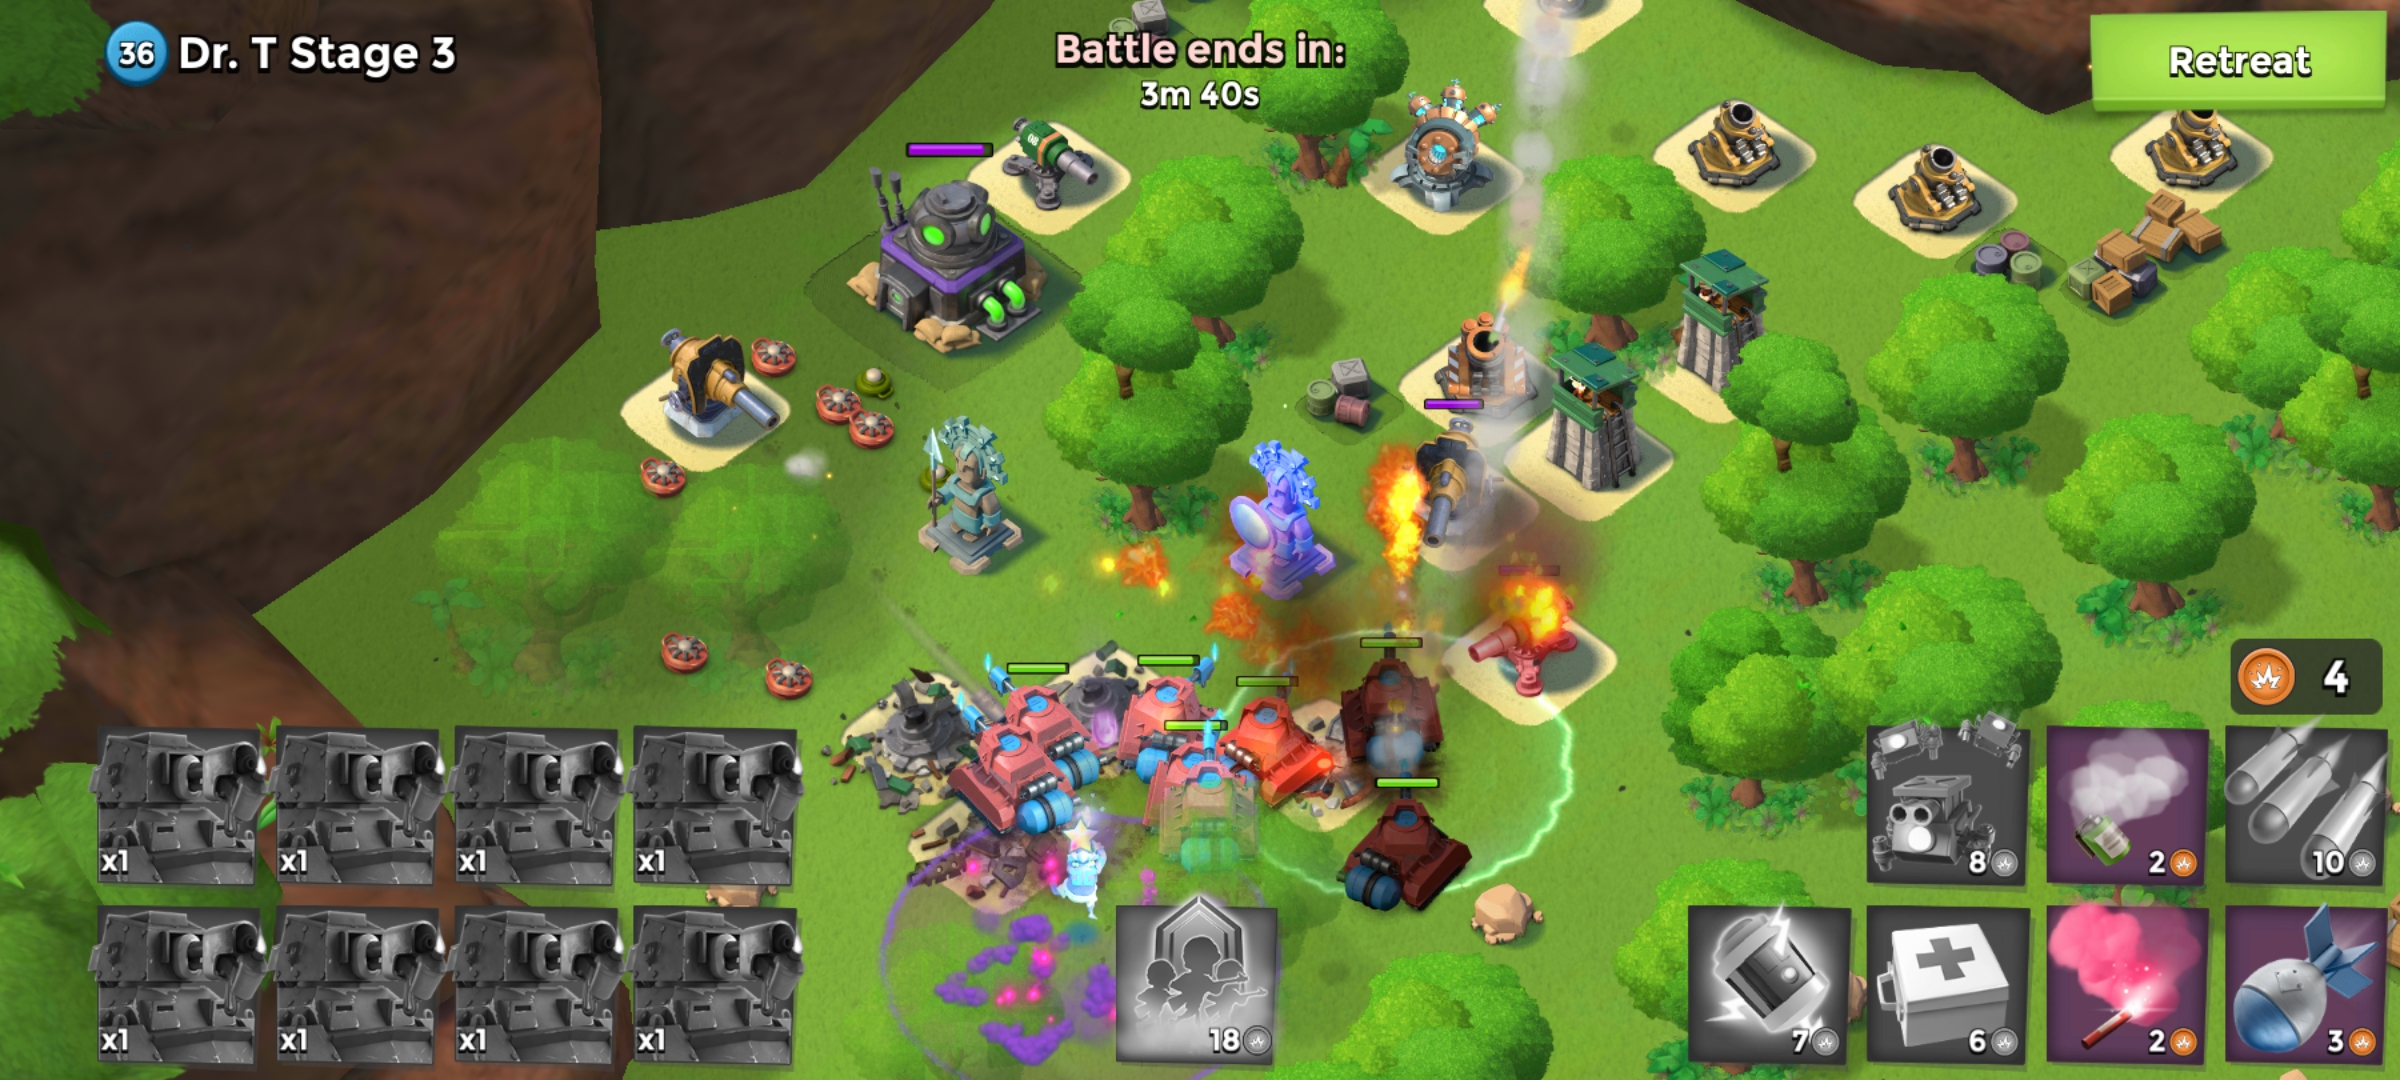 36 Dr. T Stage 3
Battle ends in:
3m 40s
Retreat
4
8
2
10
x1
x1
x1
x1
x1
x1
x1
x1
18
7
6
2
3